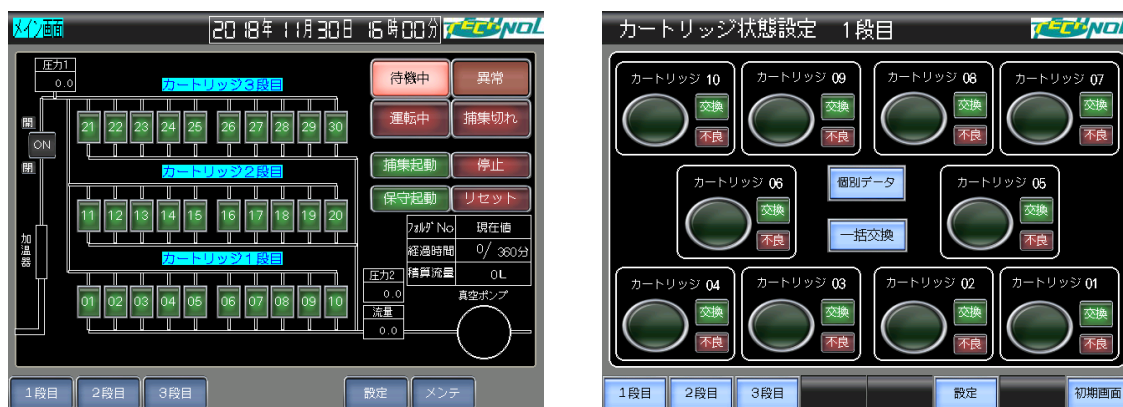 メイン画面
2018年11月30日 16時00分
TECHNOL
圧力1
0.0
カートリッジ3段目
待機中
異常
開
ON
閉
21 22 23 24 25 26 27 28 29 30
運転中
捕集切れ
カートリッジ2段目
捕集起動
停止
保守起動
リセット
11 12 13 14 15 16 17 18 19 20
フォルダNo 現在値
経過時間 0/ 360分
積算流量 0L
加温器
カートリッジ1段目
01 02 03 04 05 06 07 08 09 10
圧力2
0.0
流量
0.0
真空ポンプ
1段目
2段目
3段目
設定
メンテ
カートリッジ状態設定 1段目
TECHNOL
カートリッジ 10
交換
不良
カートリッジ 09
交換
不良
カートリッジ 08
交換
不良
カートリッジ 07
交換
不良
カートリッジ 06
交換
不良
個別データ
一括交換
カートリッジ 05
交換
不良
カートリッジ 04
交換
不良
カートリッジ 03
交換
不良
カートリッジ 02
交換
不良
カートリッジ 01
交換
不良
1段目
2段目
3段目
設定
初期画面